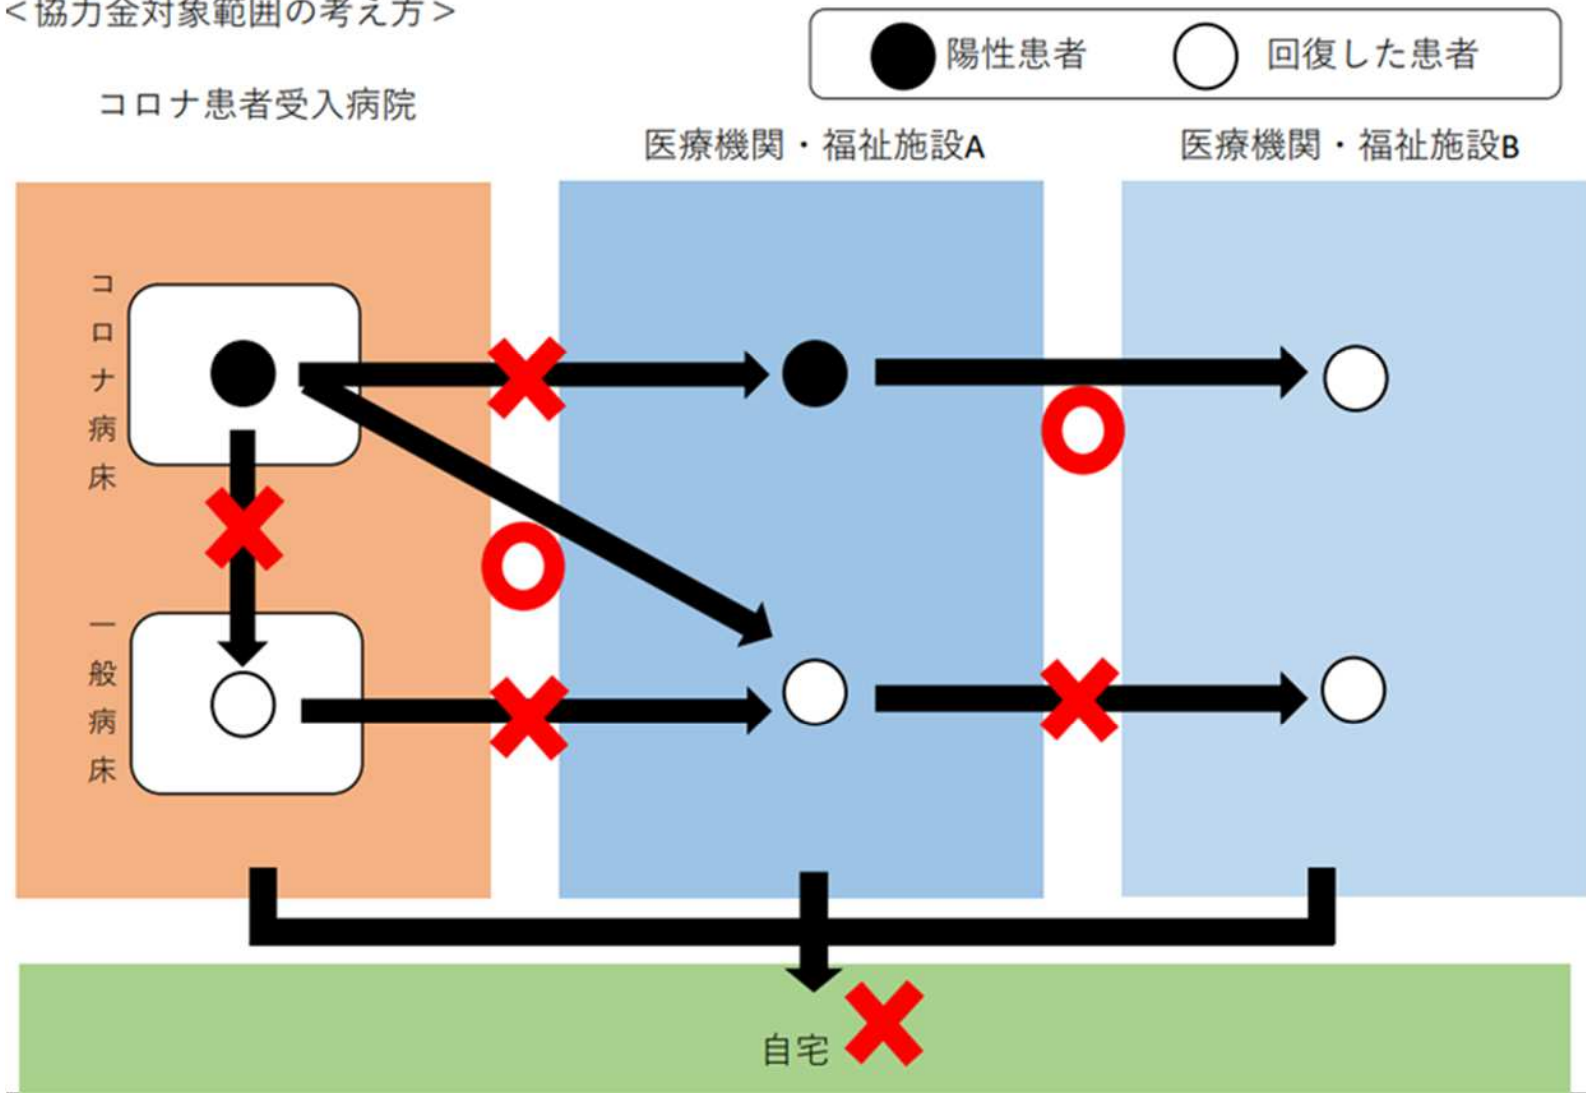 ＜協力金対象範囲の考え方＞
陽性患者
回復した患者
コロナ患者受入病院
医療機関・福祉施設A
医療機関・福祉施設B
コロナ病床
一般病床
自宅